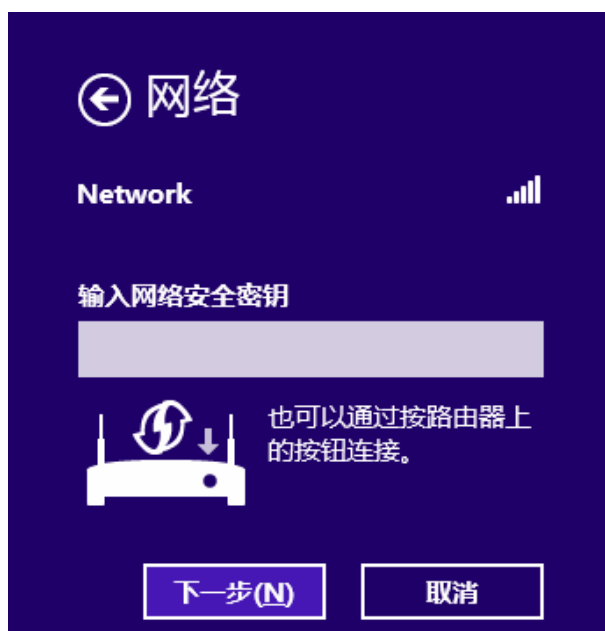 网络
Network
输入网络安全密钥
也可以通过按路由器上
的按钮连接。
下一步(N)
取消